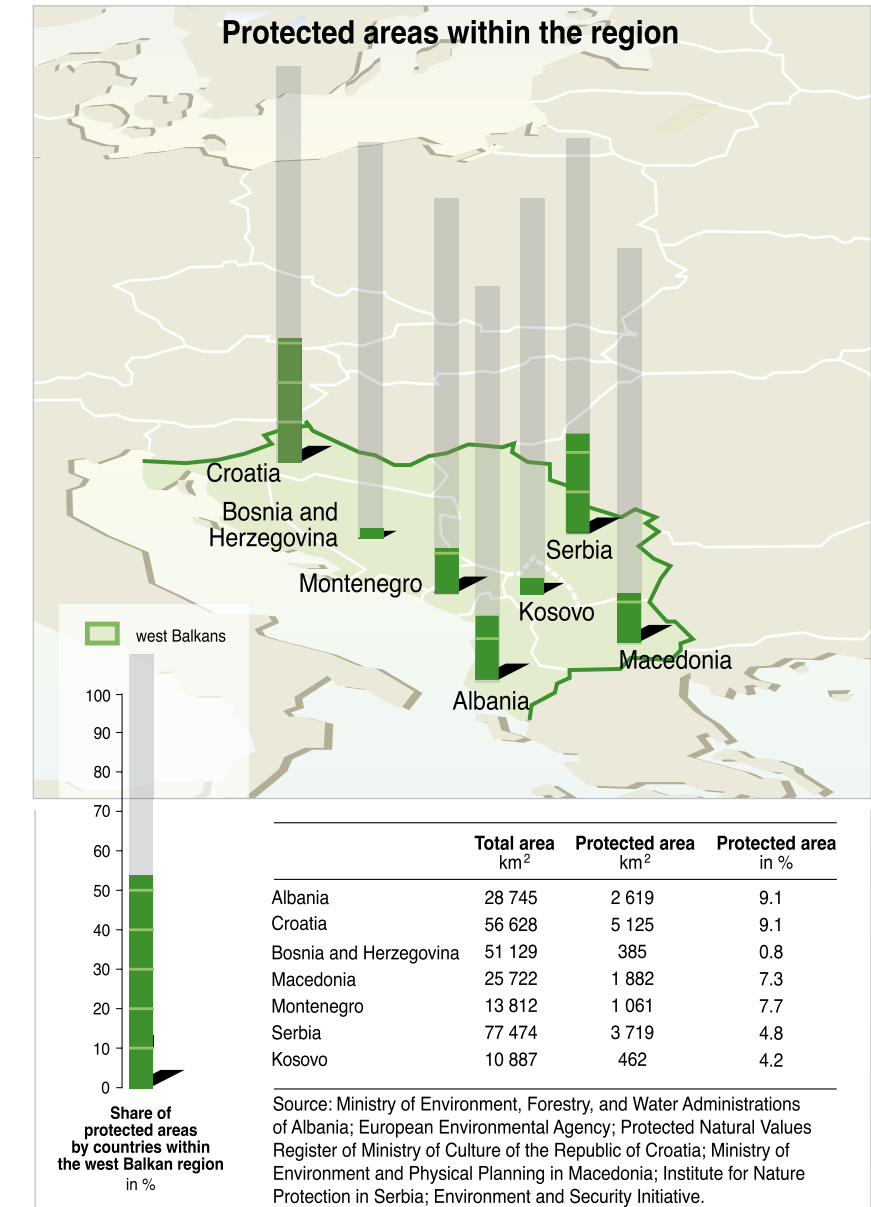 Protected areas within the region
Croatia
Bosnia and
Herzegovina
Montenegro
Serbia
Kosovo
Macedonia
Albania
west Balkans
100
90
80
70
60
50
40
30
20
10
0
Share of
protected areas
by countries within
the west Balkan region
in %
Total area Protected area Protected area
km² km² in %
Albania 28 745 2 619 9.1
Croatia 56 628 5 125 9.1
Bosnia and Herzegovina 51 129 385 0.8
Macedonia 25 722 1 882 7.3
Montenegro 13 812 1 061 7.7
Serbia 77 474 3 719 4.8
Kosovo 10 887 462 4.2
Source: Ministry of Environment, Forestry, and Water Administrations
of Albania; European Environmental Agency; Protected Natural Values
Register of Ministry of Culture of the Republic of Croatia; Ministry of
Environment and Physical Planning in Macedonia; Institute for Nature
Protection in Serbia; Environment and Security Initiative.